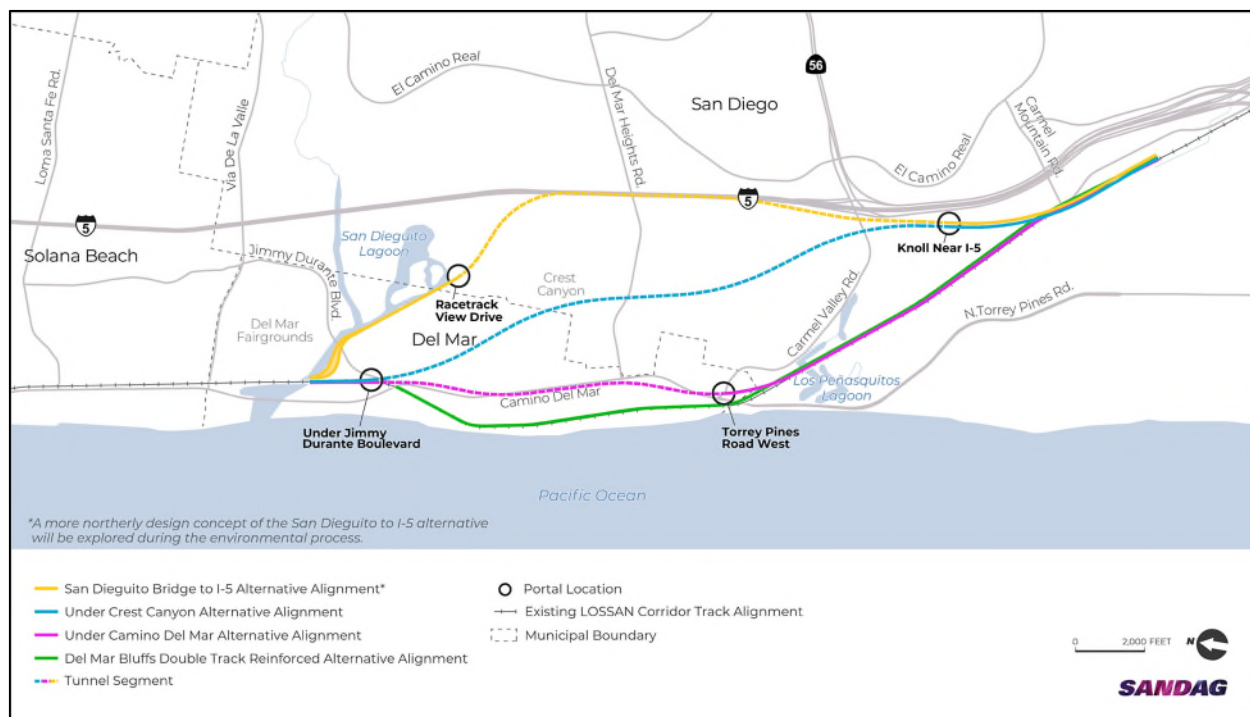 Loma Santa Fe Rd.
Via De La Valle
El Camino Real
Del Mar Heights Rd.
San Diego
56
El Camino Real
Carmel
Mountain Rd.
5
5
Solana Beach
San Dieguito
Lagoon
Jimmy Durante Blvd.
Knoll Near I-5
Racetrack
View Drive
Crest
Canyon
Del Mar
Fairgrounds
Del Mar
Carmel Valley Rd.
N.Torrey Pines Rd.
Los Peñasquitos
Lagoon
Camino Del Mar
Under Jimmy
Durante Boulevard
Torrey Pines
Road West
Pacific Ocean
*A more northerly design concept of the San Dieguito to I-5 alternative
will be explored during the environmental process.
San Dieguito Bridge to I-5 Alternative Alignment*
Under Crest Canyon Alternative Alignment
Under Camino Del Mar Alternative Alignment
Del Mar Bluffs Double Track Reinforced Alternative Alignment
Tunnel Segment
Portal Location
Existing LOSSAN Corridor Track Alignment
Municipal Boundary
0 2,000 FEET
N
SANDAG